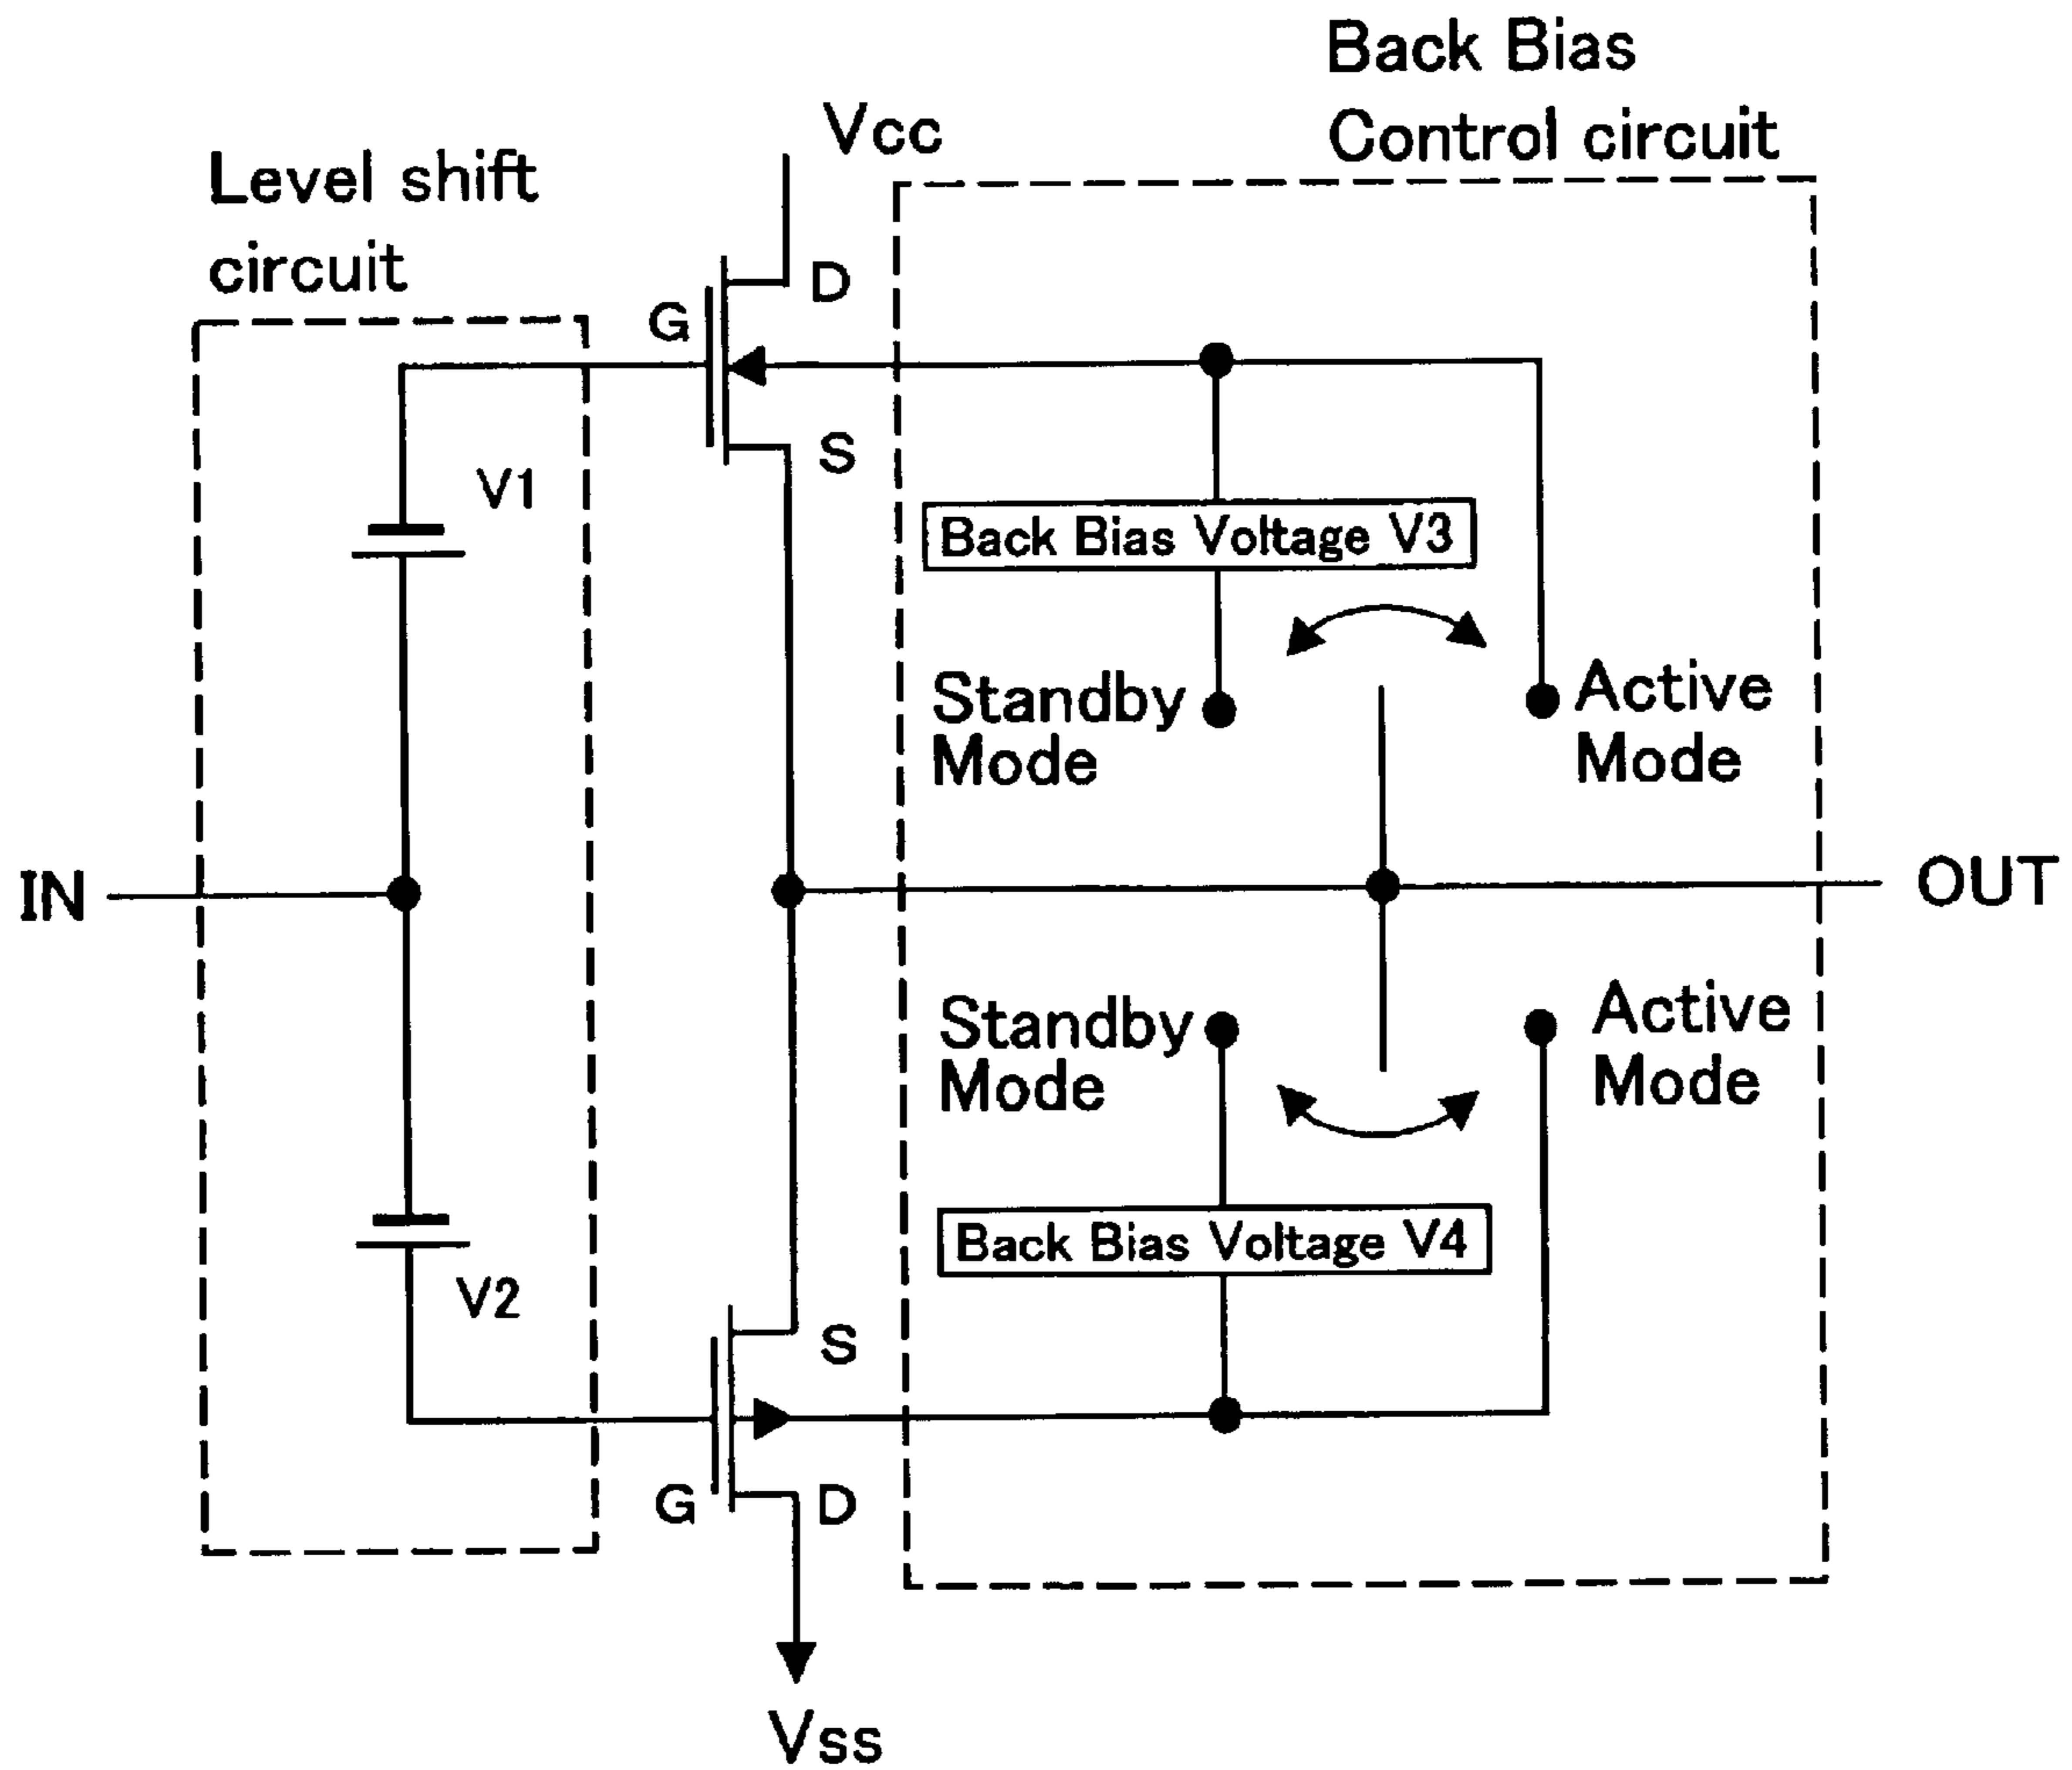 Back Bias
Control circuit
Vcc
Level shift
circuit
D
G
S
V1
Back Bias Voltage V3
Standby
Mode
Active
Mode
IN
OUT
Standby
Mode
Active
Mode
Back Bias Voltage V4
V2
S
G
D
Vss